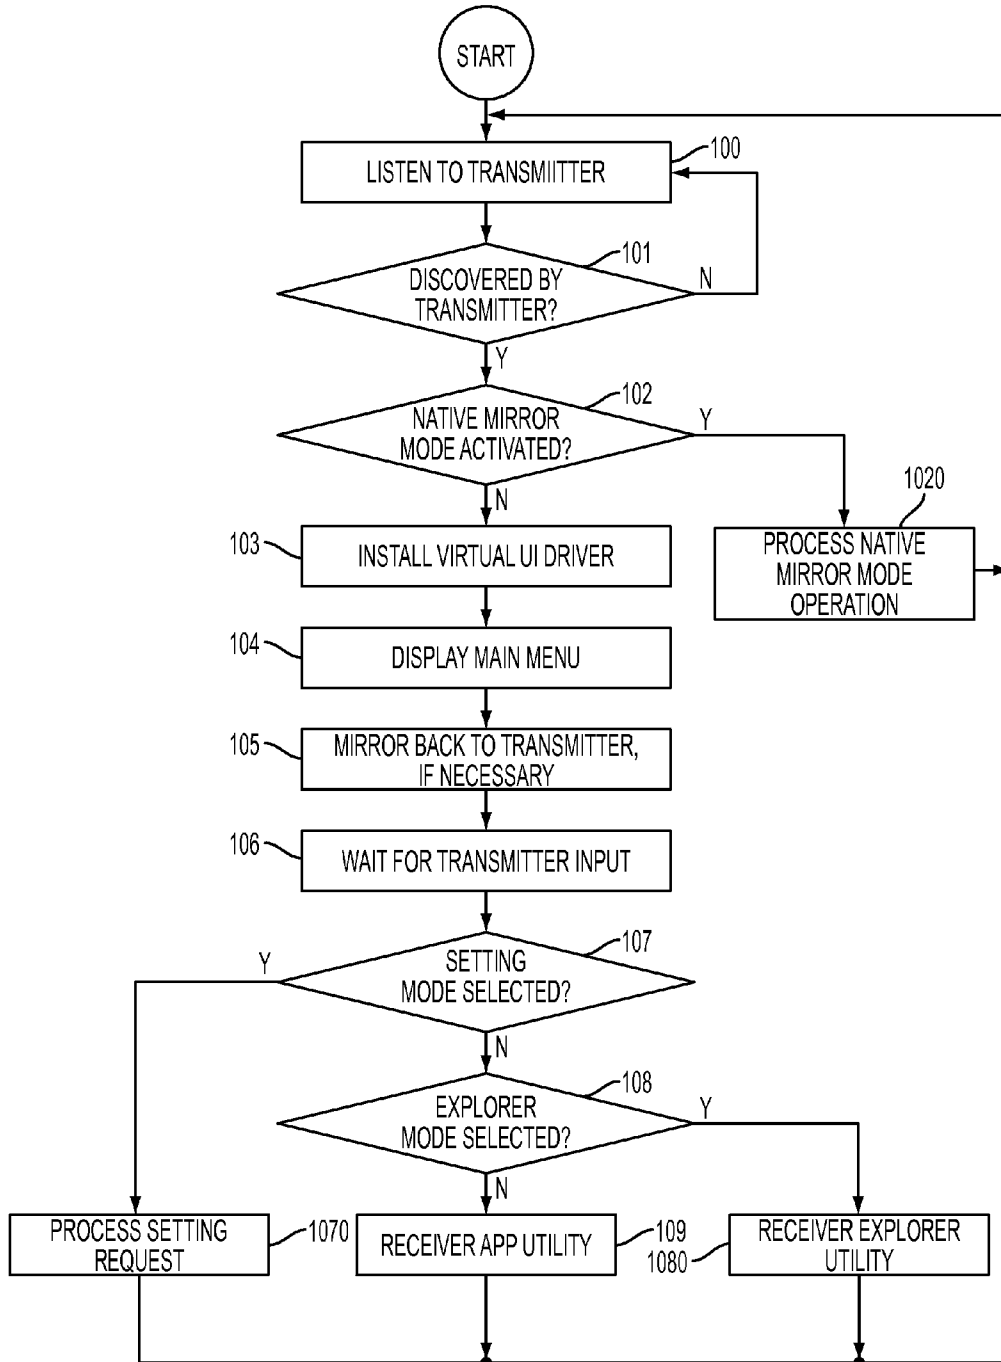 START
100
LISTEN TO TRANSMIITTER
101
DISCOVERED BY
TRANSMITTER?
N
Y
102
NATIVE MIRROR
MODE ACTIVATED?
Y
N
1020
PROCESS NATIVE
MIRROR MODE
OPERATION
103
INSTALL VIRTUAL UI DRIVER
104
DISPLAY MAIN MENU
105
MIRROR BACK TO TRANSMITTER,
IF NECESSARY
106
WAIT FOR TRANSMITTER INPUT
107
SETTING
MODE SELECTED?
Y
N
108
EXPLORER
MODE SELECTED?
Y
N
PROCESS SETTING
REQUEST
1070
RECEIVER APP UTILITY
109
1080
RECEIVER EXPLORER
UTILITY